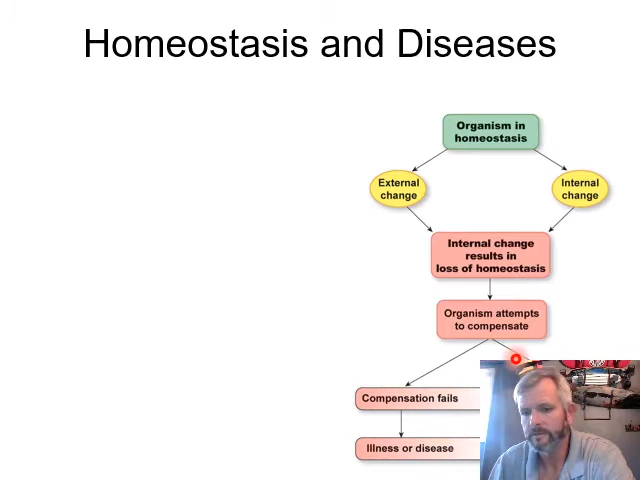 Homeostasis and Diseases
Organism in
homeostasis
External
change
Internal
change
Internal change
results in
loss of homeostasis
Organism attempts
to compensate
Compensation fails
Illness or disease